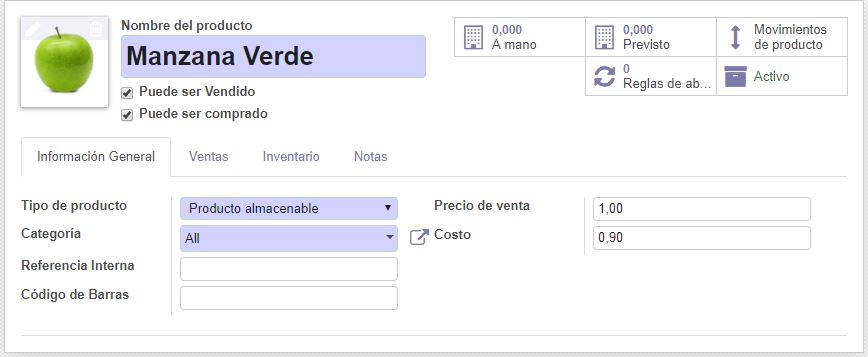 Nombre del producto
Manzana Verde
Puede ser Vendido
Puede ser comprado
0,000
A mano
0,000
Previsto
Movimientos
de producto
0
Reglas de ab...
Activo
Información General
Ventas
Inventario
Notas
Tipo de producto
Producto almacenable
Precio de venta
1,00
Categoría
All
Costo
0,90
Referencia Interna
Código de Barras